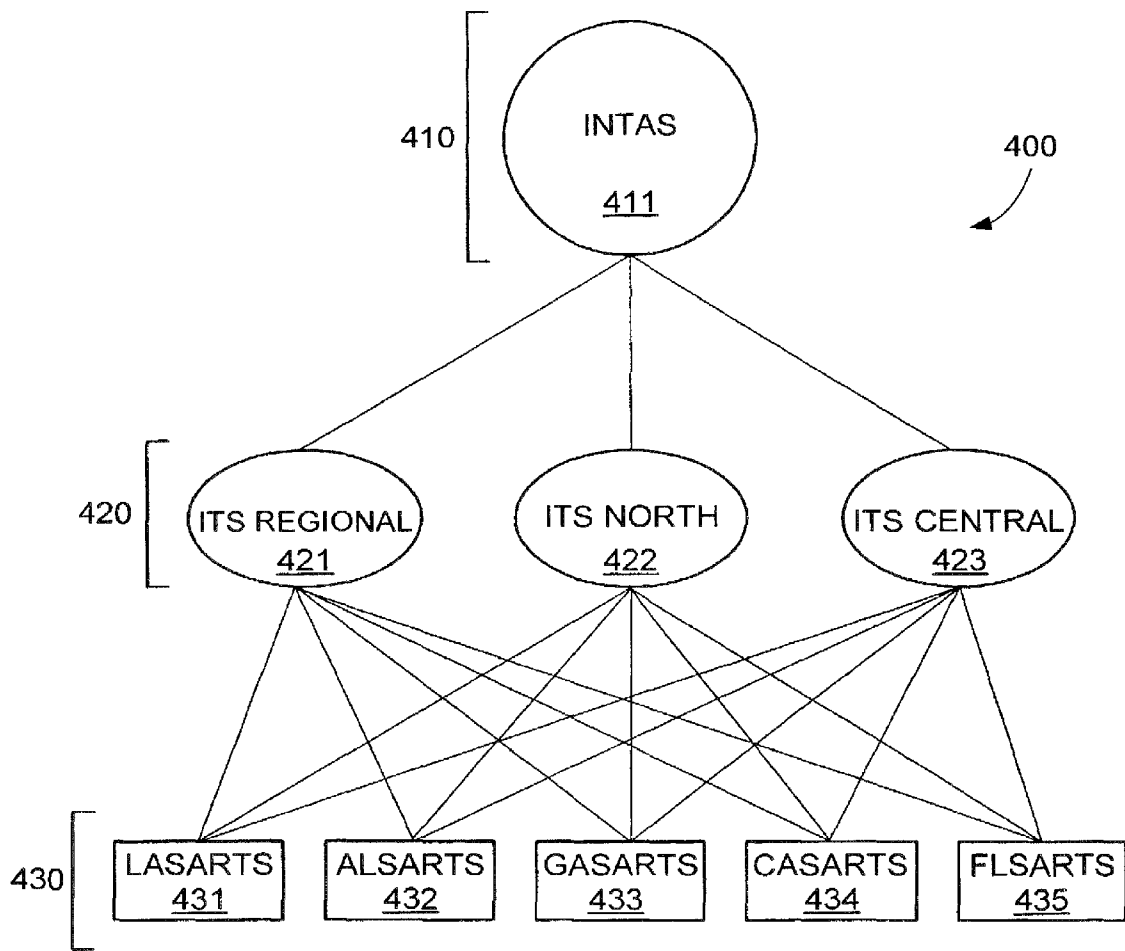 INTAS
411
410
400
420
ITS REGIONAL
421
ITS NORTH
422
ITS CENTRAL
423
430
LASARTS
431
ALSARTS
432
GASARTS
433
CASARTS
434
FLSARTS
435